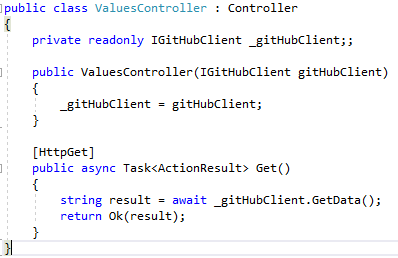 public class ValuesController : Controller
{
    private readonly IGitHubClient _gitHubClient;;

    public ValuesController(IGitHubClient gitHubClient)
    {
        _gitHubClient = gitHubClient;
    }

    [HttpGet]
    public async Task<ActionResult> Get()
    {
        string result = await _gitHubClient.GetData();
        return Ok(result);
    }
}